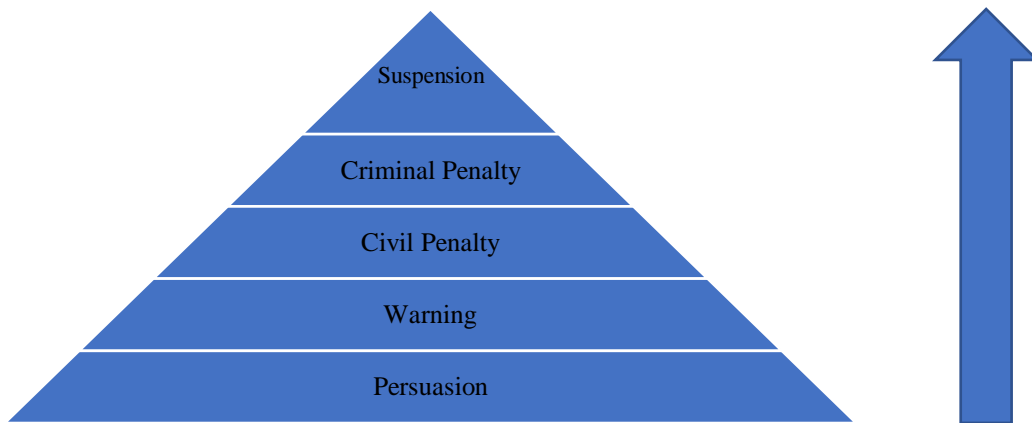 Suspension
Criminal Penalty
Civil Penalty
Warning
Persuasion